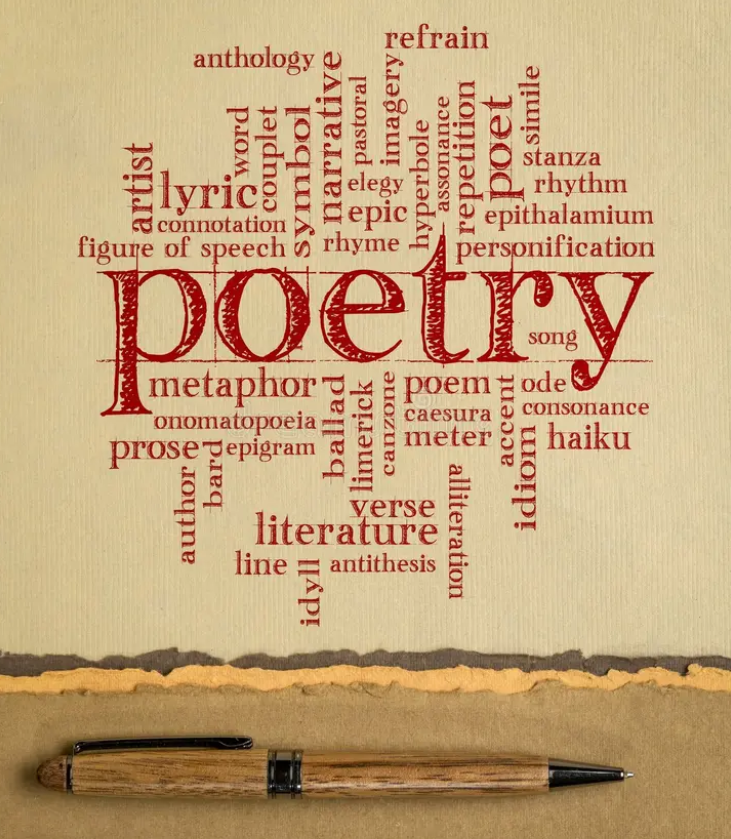 refrain
anthology
narrative
imagery
pastoral
simile
repetition
poet
assonance
hyperbole
word
couplet
symbol
artist
stanza
lyric
elegy
rhythm
epic
connotation
epithalamium
figure of speech
rhyme
personification
poetry
song
metaphor
ballad
limerick
canzone
poem
accent
ode
onomatopoeia
caesura
consonance
prose
bard
epigram
meter
idiom
haiku
author
alliteration
verse
literature
line
idyll
antithesis